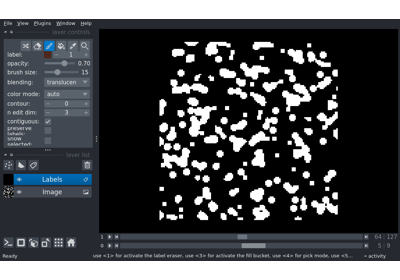 File View Plugins Window Help
layer controls
label: 1
opacity: 0.70
brush size: 15
blending: translucen
color mode: auto
contour: 0
n edit dim: 3
contiguous: ✓
preserve
labels:
show
selected:
layer list
Labels
Image
1 64 127
0 5 9
Ready use <1> for activate the label eraser, use <3> for activate the fill bucket, use <4> for pick mode, use <5... activity